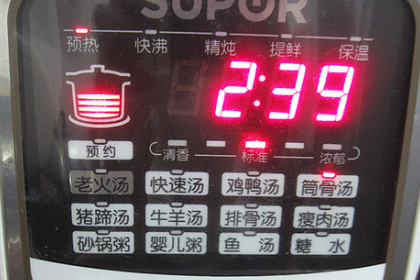 SUPOR
预热 快沸 精炖 提鲜 保温
2:39
预约 清香 标准 浓郁
老火汤 快速汤 鸡鸭汤 筒骨汤
猪蹄汤 牛羊汤 排骨汤 瘦肉汤
砂锅粥 婴儿粥 鱼汤 糖水